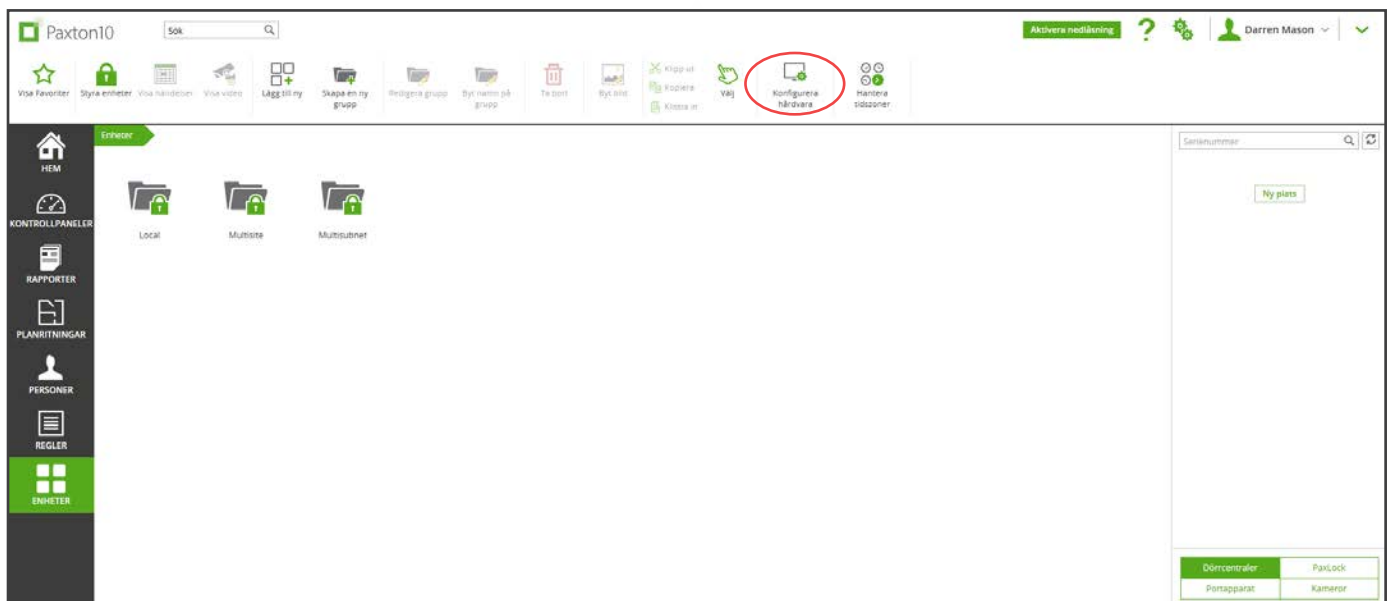 Paxton10
Sök
Aktivera nedlåsning
?
Darren Mason
Visa Favoriter
Styra enheter
Visa händelser
Visa video
Lägg till ny
Skapa en ny
grupp
Redigera grupp
Byt namn på
grupp
Ta bort
Byt bild
Klipp ut
Kopiera
Klistra in
Välj
Konfigurera
hårdvara
Hantera
tidszoner
Enheter
Serienummer
Ny plats
HEM
KONTROLLPANELER
RAPPORTER
PLANRITNINGAR
PERSONER
REGLER
ENHETER
Local
Multisite
Multisubnet
Dörrcentraler
PaxLock
Portapparat
Kameror